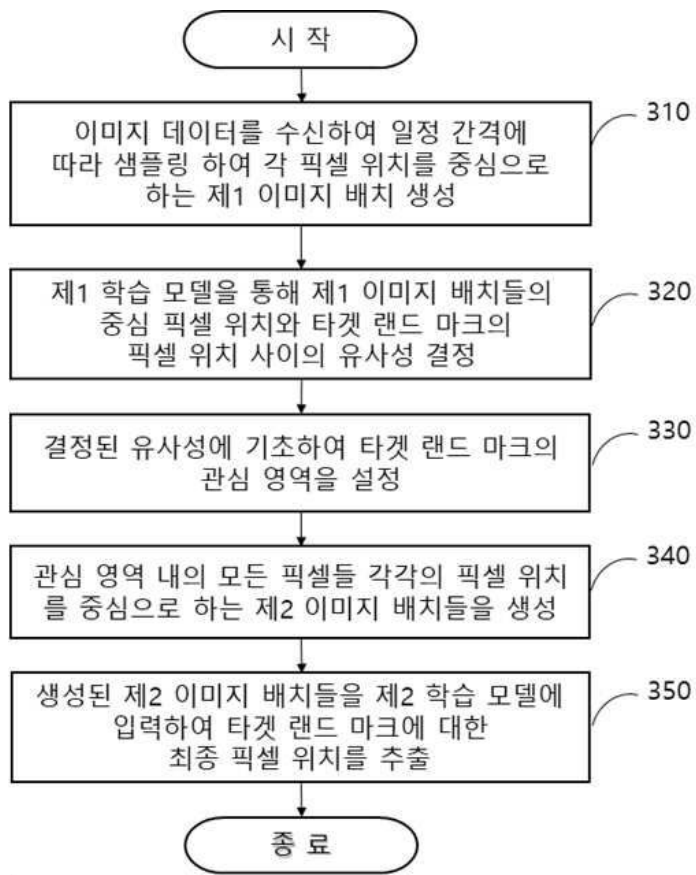 시 작
310
이미지 데이터를 수신하여 일정 간격에
따라 샘플링 하여 각 픽셀 위치를 중심으로
하는 제1 이미지 배치 생성
320
제1 학습 모델을 통해 제1 이미지 배치들의
중심 픽셀 위치와 타겟 랜드 마크의
픽셀 위치 사이의 유사성 결정
330
결정된 유사성에 기초하여 타겟 랜드 마크의
관심 영역을 설정
340
관심 영역 내의 모든 픽셀들 각각의 픽셀 위치
를 중심으로 하는 제2 이미지 배치들을 생성
350
생성된 제2 이미지 배치들을 제2 학습 모델에
입력하여 타겟 랜드 마크에 대한
최종 픽셀 위치를 추출
종 료